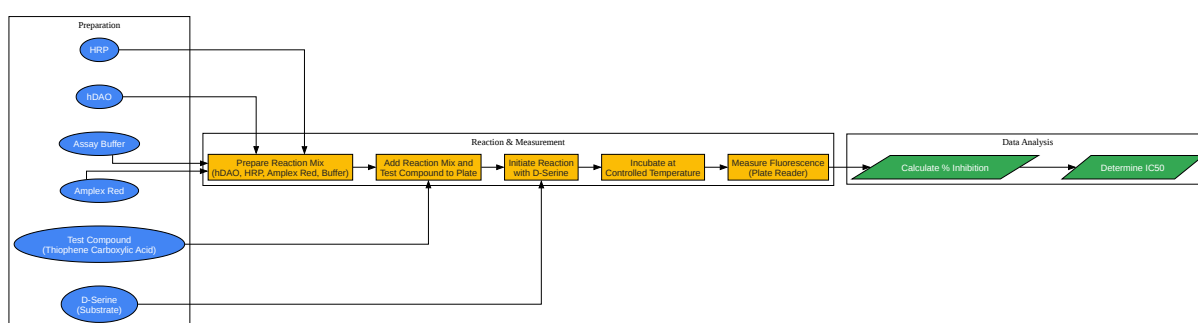 Preparation
HRP
hDAO
Assay Buffer
Amplex Red
Test Compound
(Thiophene Carboxylic Acid)
D-Serine
(Substrate)
Reaction & Measurement
Prepare Reaction Mix
(hDAO, HRP, Amplex Red, Buffer)
Add Reaction Mix and
Test Compound to Plate
Initiate Reaction
with D-Serine
Incubate at
Controlled Temperature
Measure Fluorescence
(Plate Reader)
Data Analysis
Calculate % Inhibition
Determine IC50